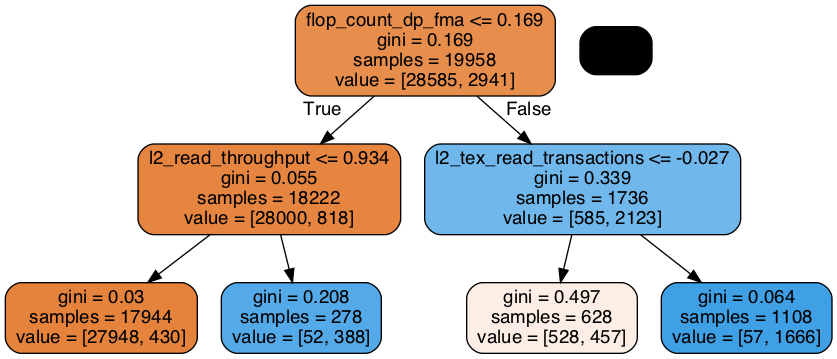 flop_count_dp_fma <= 0.169
gini = 0.169
samples = 19958
value = [28585, 2941]
True
False
l2_read_throughput <= 0.934
gini = 0.055
samples = 18222
value = [28000, 818]
l2_tex_read_transactions <= -0.027
gini = 0.339
samples = 1736
value = [585, 2123]
gini = 0.03
samples = 17944
value = [27948, 430]
gini = 0.208
samples = 278
value = [52, 388]
gini = 0.497
samples = 628
value = [528, 457]
gini = 0.064
samples = 1108
value = [57, 1666]